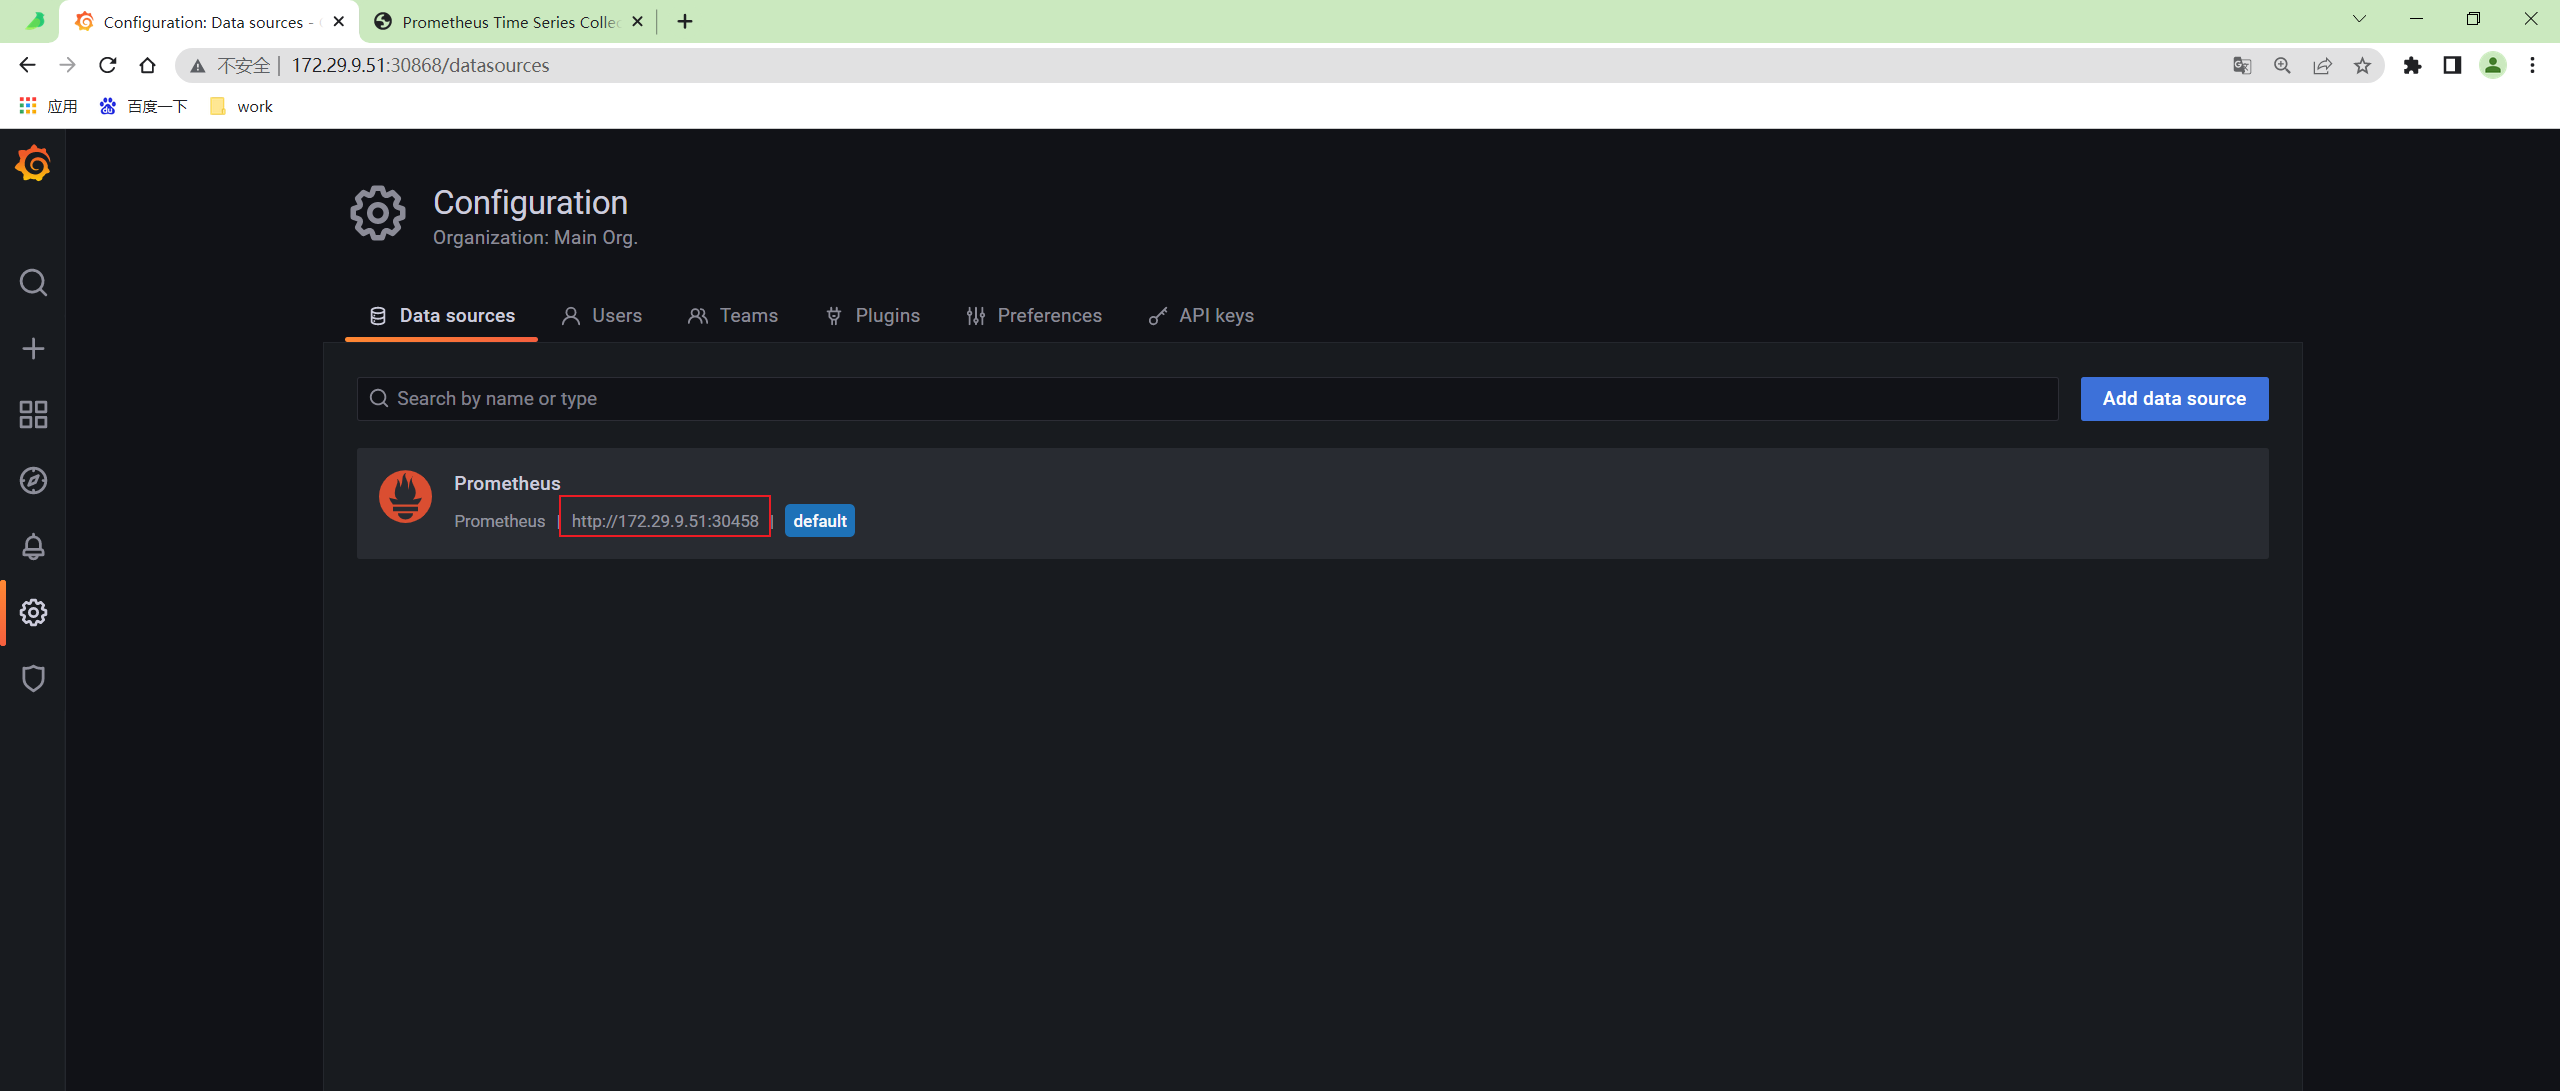 Configuration: Data sources -
Prometheus Time Series Collec
不安全 | 172.29.9.51:30868/datasources
应用 百度一下 work
Configuration
Organization: Main Org.
Data sources Users Teams Plugins Preferences API keys
Search by name or type Add data source
Prometheus
Prometheus | http://172.29.9.51:30458 | default